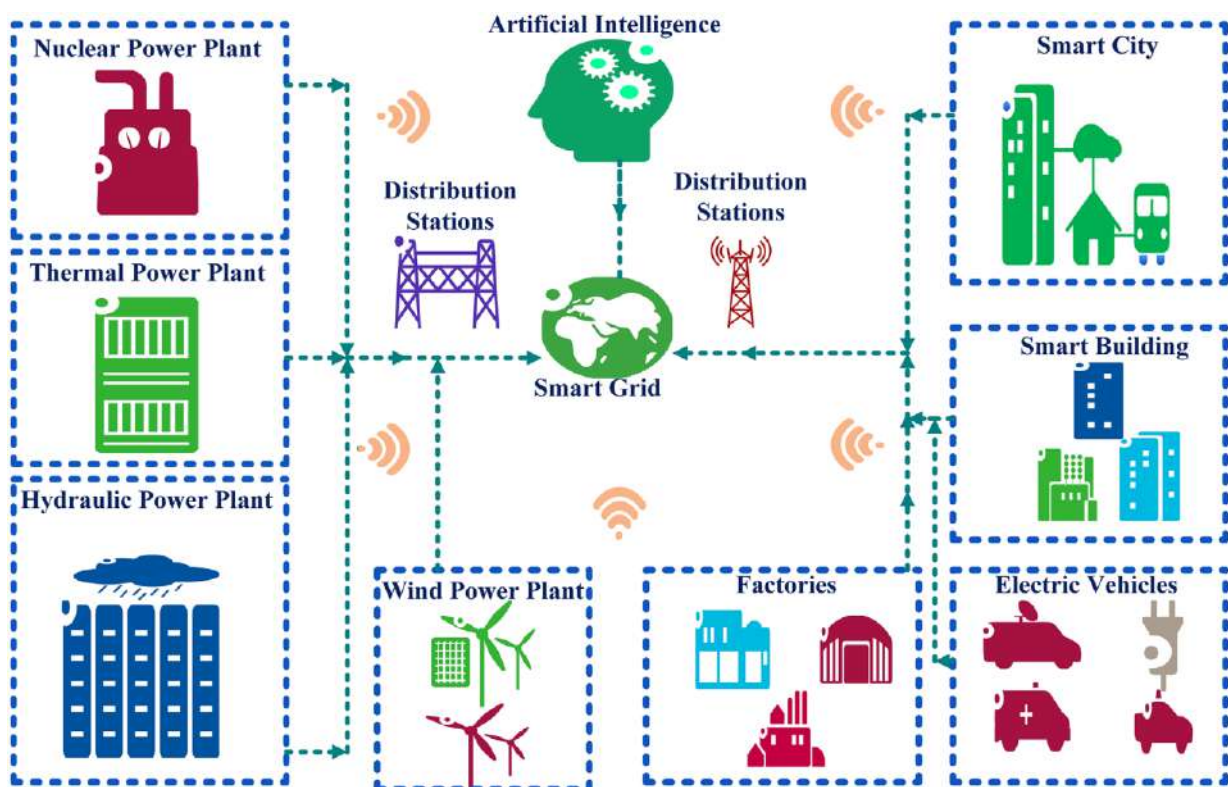 Artificial Intelligence
Nuclear Power Plant
Smart City
Distribution
Stations
Distribution
Stations
Thermal Power Plant
Smart Grid
Smart Building
Hydraulic Power Plant
Wind Power Plant
Factories
Electric Vehicles